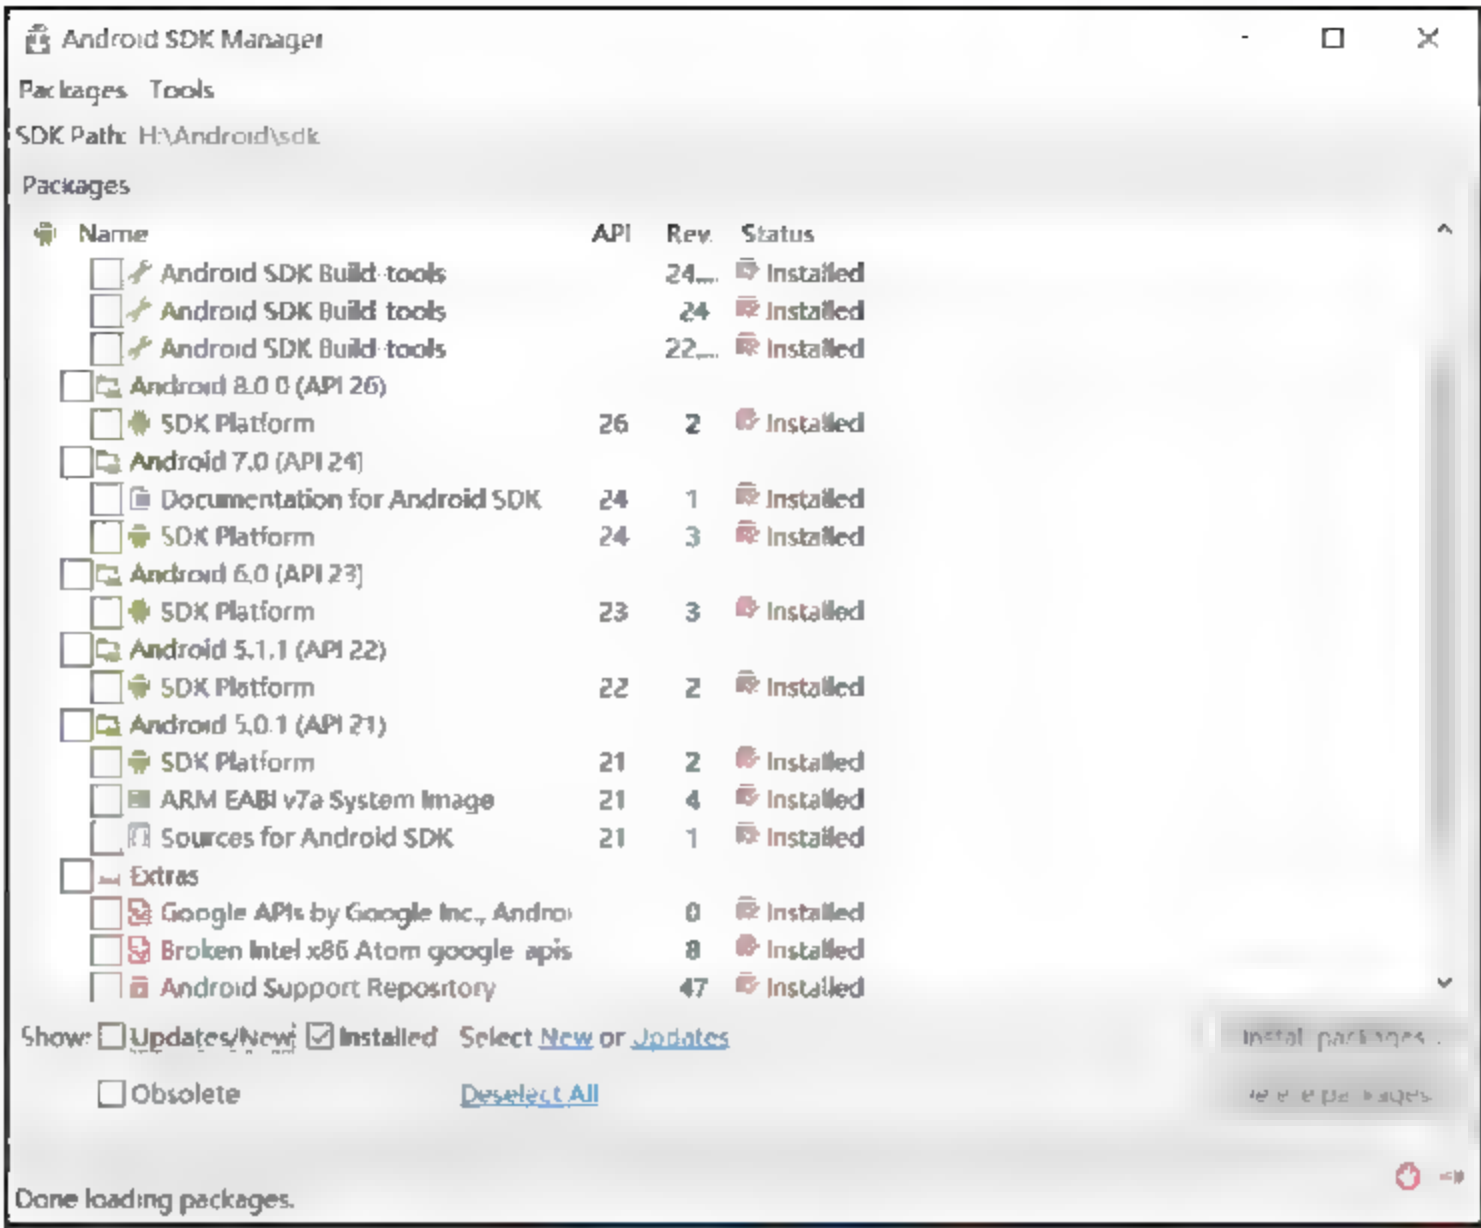 Android SDK Manager
Packages Tools
SDK Path: H:\Android\sdk
Packages
Name API Rev. Status
Android SDK Build-tools 24.... Installed
Android SDK Build-tools 24 Installed
Android SDK Build-tools 22.... Installed
Android 8.0.0 (API 26)
SDK Platform 26 2 Installed
Android 7.0 (API 24)
Documentation for Android SDK 24 1 Installed
SDK Platform 24 3 Installed
Android 6.0 (API 23)
SDK Platform 23 3 Installed
Android 5.1.1 (API 22)
SDK Platform 22 2 Installed
Android 5.0.1 (API 21)
SDK Platform 21 2 Installed
ARM EABI v7a System Image 21 4 Installed
Sources for Android SDK 21 1 Installed
Extras
Google APIs by Google Inc., Androi 0 Installed
Broken Intel x86 Atom google_apis 8 Installed
Android Support Repository 47 Installed
Show: Updates/New Installed Select New or Updates Install packages...
Obsolete Deselect All packages...
Done loading packages.